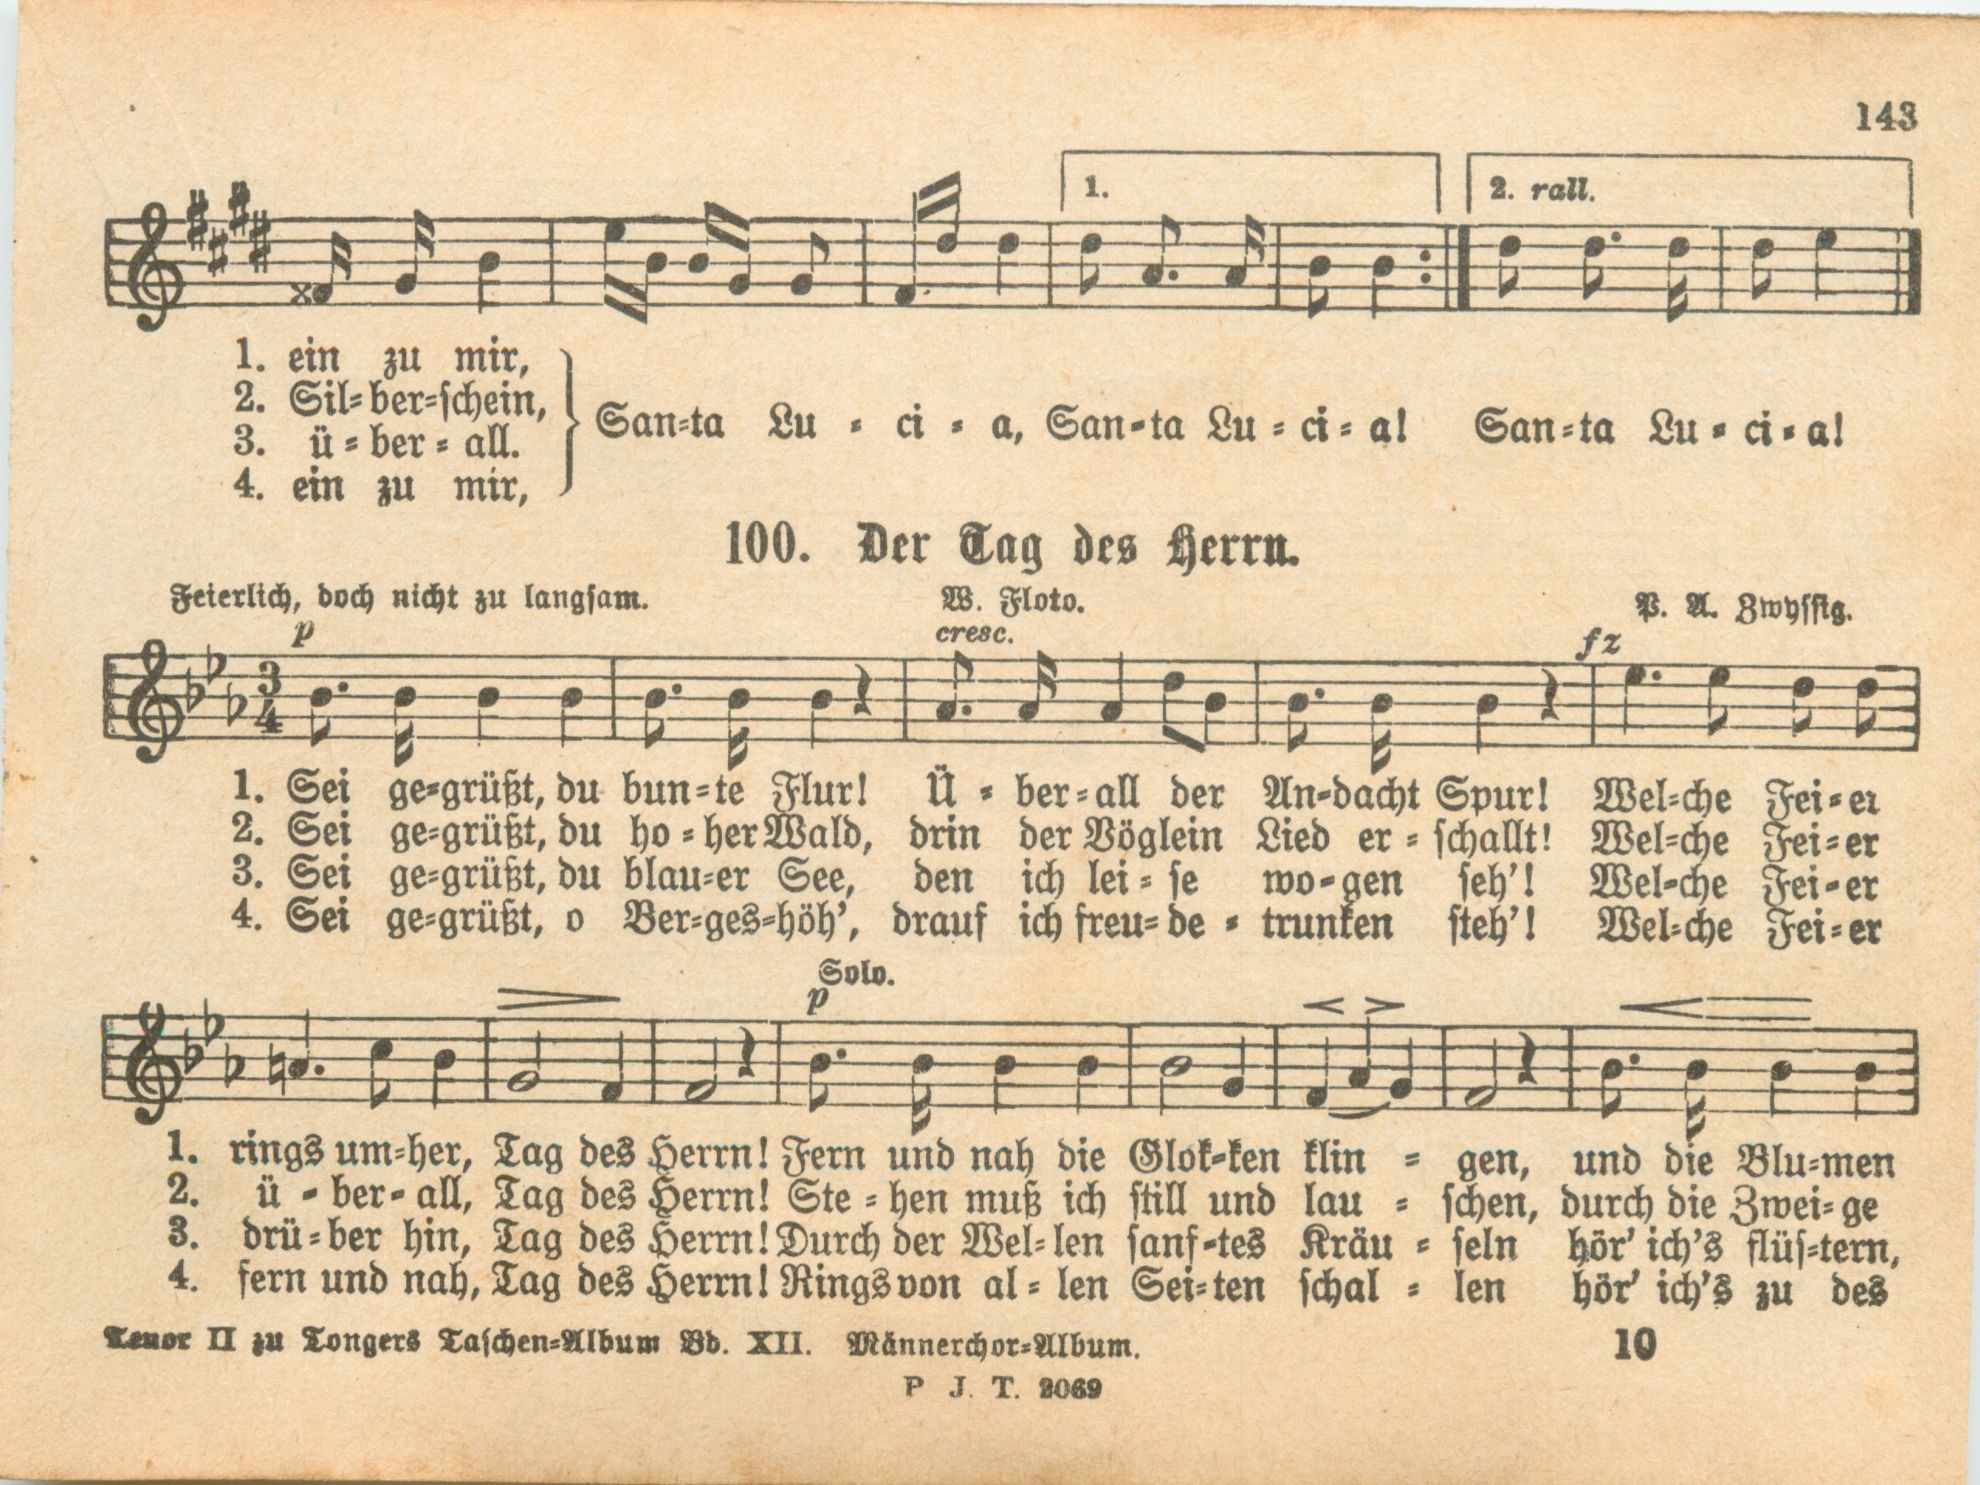 143
1.
2. rall.
1. ein zu mir,
2. Sil-ber-schein,
3. ü-ber-all.
4. ein zu mir,
San-ta Lu-ci-a, San-ta Lu-ci-a! San-ta Lu-ci-a!
100. Der Tag des Herrn.
Feierlich, doch nicht zu langsam. W. Floto. P. A. Zwyssig.
p cresc. fz
3/4
1. Sei ge-grüßt, du bun-te Flur! Ü-ber-all der An-dacht Spur! Wel-che Fei-er
2. Sei ge-grüßt, du ho-her Wald, drin der Vöglein Lied er-schallt! Wel-che Fei-er
3. Sei ge-grüßt, du blau-er See, den ich lei-se wo-gen seh'! Wel-che Fei-er
4. Sei ge-grüßt, o Ber-ges-höh', drauf ich freu-de-trunken steh'! Wel-che Fei-er
Solo.
p
1. rings um-her, Tag des Herrn! Fern und nah die Glok-ken klin-gen, und die Blu-men
2. ü-ber-all, Tag des Herrn! Ste-hen muß ich still und lau-schen, durch die Zwei-ge
3. drü-ber hin, Tag des Herrn! Durch der Wel-len sanf-tes Kräu-seln hör' ich's flüs-tern,
4. fern und nah, Tag des Herrn! Rings von al-len Sei-ten schal-len hör' ich's zu des
Tenor II zu Tongers Taschen-Album Bd. XII. Männerchor-Album. 10
P. J. T. 2069